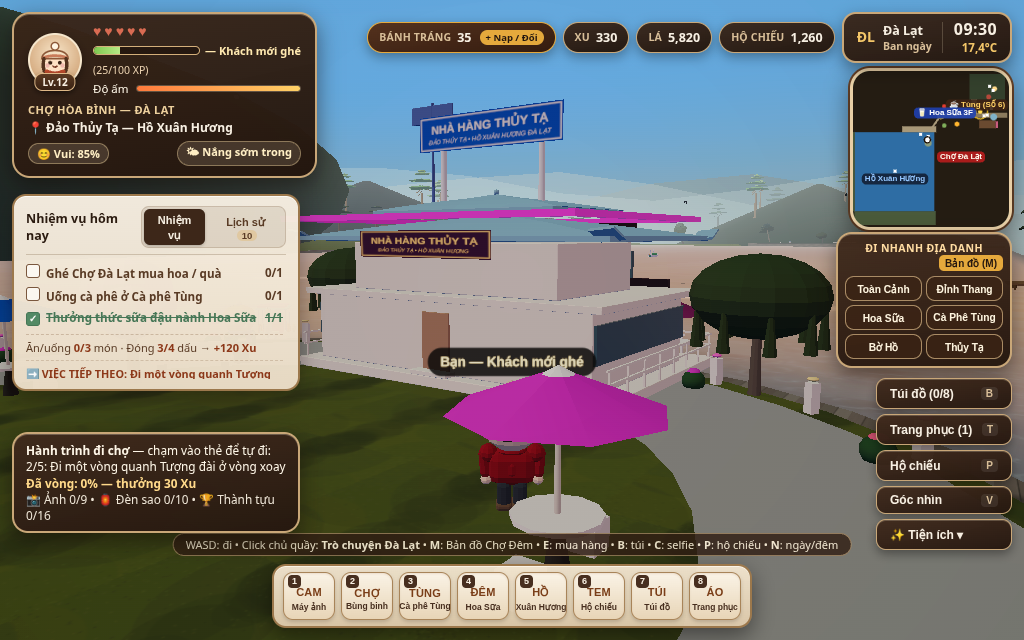 Lv.12
— Khách mới ghé
(25/100 XP)
Độ ấm
CHỢ HÒA BÌNH — ĐÀ LẠT
📍 Đảo Thủy Tạ — Hồ Xuân Hương
😊 Vui: 85%
🌤 Nắng sớm trong
BÁNH TRÁNG 35 + Nạp / Đổi
XU 330
LÁ 5,820
HỘ CHIẾU 1,260
ĐL Đà Lạt 09:30
Ban ngày 17,4°C
☕ Tùng (Số 6)
🥛 Hoa Sữa 3F
Chợ Đà Lạt
Hồ Xuân Hương
ĐI NHANH ĐỊA DANH
Bản đồ (M)
Toàn Cảnh
Đỉnh Thang
Hoa Sữa
Cà Phê Tùng
Bờ Hồ
Thủy Tạ
Túi đồ (0/8) B
Trang phục (1) T
Hộ chiếu P
Góc nhìn V
✨ Tiện ích ▾
Nhiệm vụ hôm nay
Nhiệm vụ
Lịch sử 10
Ghé Chợ Đà Lạt mua hoa / quà 0/1
Uống cà phê ở Cà phê Tùng 0/1
Thưởng thức sữa đậu nành Hoa Sữa 1/1
Ăn/uống 0/3 món · Đóng 3/4 dấu → +120 Xu
➡️ VIỆC TIẾP THEO: Đi một vòng quanh Tượng
Hành trình đi chợ — chạm vào thẻ để tự đi:
2/5: Đi một vòng quanh Tượng đài ở vòng xoay
Đã vòng: 0% — thưởng 30 Xu
📸 Ảnh 0/9 • 🏮 Đèn sao 0/10 • 🏆 Thành tựu
0/16
NHÀ HÀNG THỦY TẠ
ĐẢO THỦY TẠ • HỒ XUÂN HƯƠNG ĐÀ LẠT
NHÀ HÀNG THỦY TẠ
ĐẢO THỦY TẠ • HỒ XUÂN HƯƠNG ĐÀ LẠT
Bạn — Khách mới ghé
WASD: đi • Click chủ quầy: Trò chuyện Đà Lạt • M: Bản đồ Chợ Đêm • E: mua hàng • B: túi • C: selfie • P: hộ chiếu • N: ngày/đêm
1 CAM Máy ảnh
2 CHỢ Bùng binh
3 TÙNG Cà phê Tùng
4 ĐÊM Hoa Sữa
5 HỒ Xuân Hương
6 TEM Hộ chiếu
7 TÚI Túi đồ
8 ÁO Trang phục